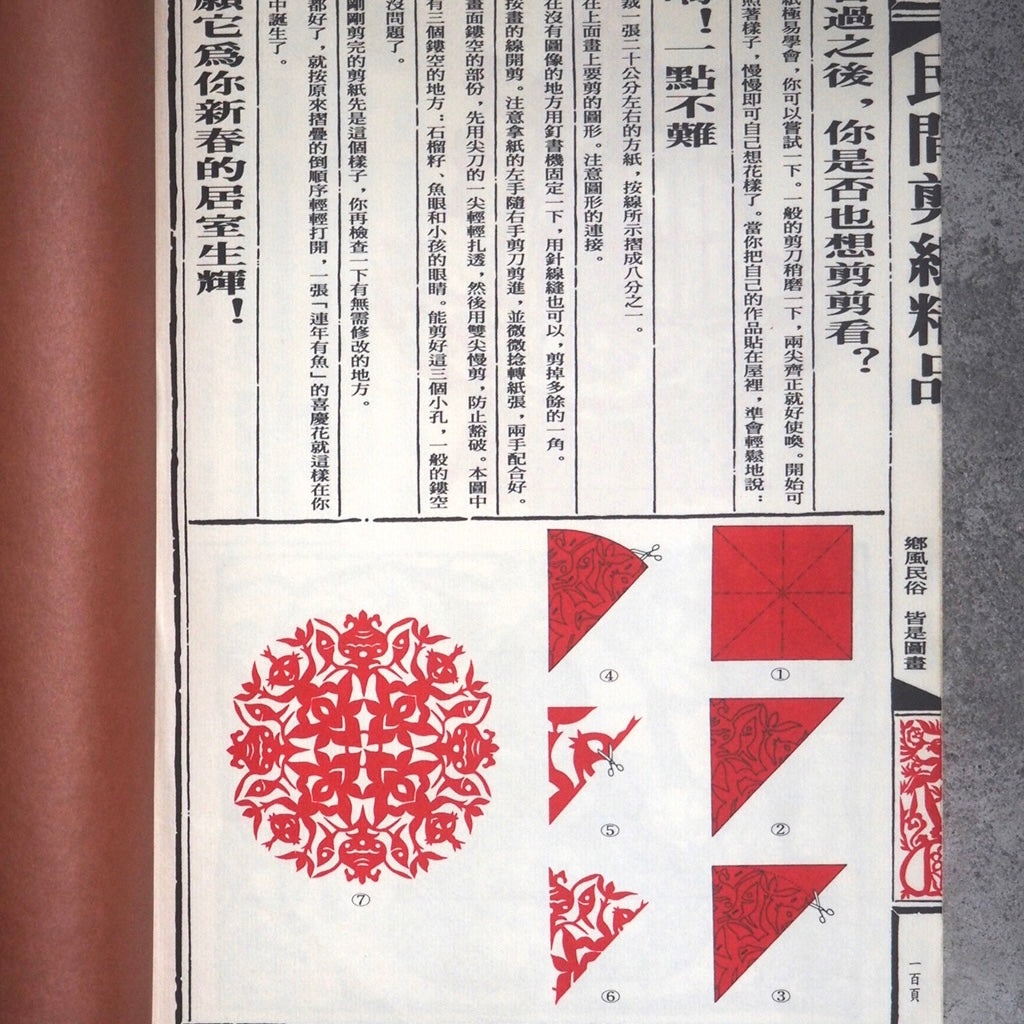 民間剪紙精品
鄉風民俗 皆是圖畫
一百頁
過之後，你是否也想剪剪看？
紙極易學會，你可以嘗試一下。一般的剪刀稍磨一下，兩尖齊正就好使喚。開始可
照著樣子，慢慢即可自己想花樣了。當你把自己的作品貼在屋裡，準會輕鬆地說：
！一點不難
裁一張二十公分左右的方紙，按線所示摺成八分之一。
在上面畫上要剪的圖形。注意圖形的連接。
在沒有圖像的地方用釘書機固定一下，用針線縫也可以，剪掉多餘的一角。
按畫的線開剪。注意拿紙的左手隨右手剪刀剪進，並微微捻轉紙張，兩手配合好。
畫面鏤空的部份，先用尖刀的一尖輕輕扎透，然後用雙尖慢剪，防止豁破。本圖中
有三個鏤空的地方：石榴籽、魚眼和小孩的眼睛。能剪好這三個小孔，一般的鏤空
沒問題了。
剛剛剪完的剪紙先是這個樣子，你再檢查一下有無需修改的地方。
都好了，就按原來摺疊的倒順序輕輕打開，一張「連年有魚」的喜慶花就這樣在你
中誕生了。
願它爲你新春的居室生輝！
①
②
③
④
⑤
⑥
⑦